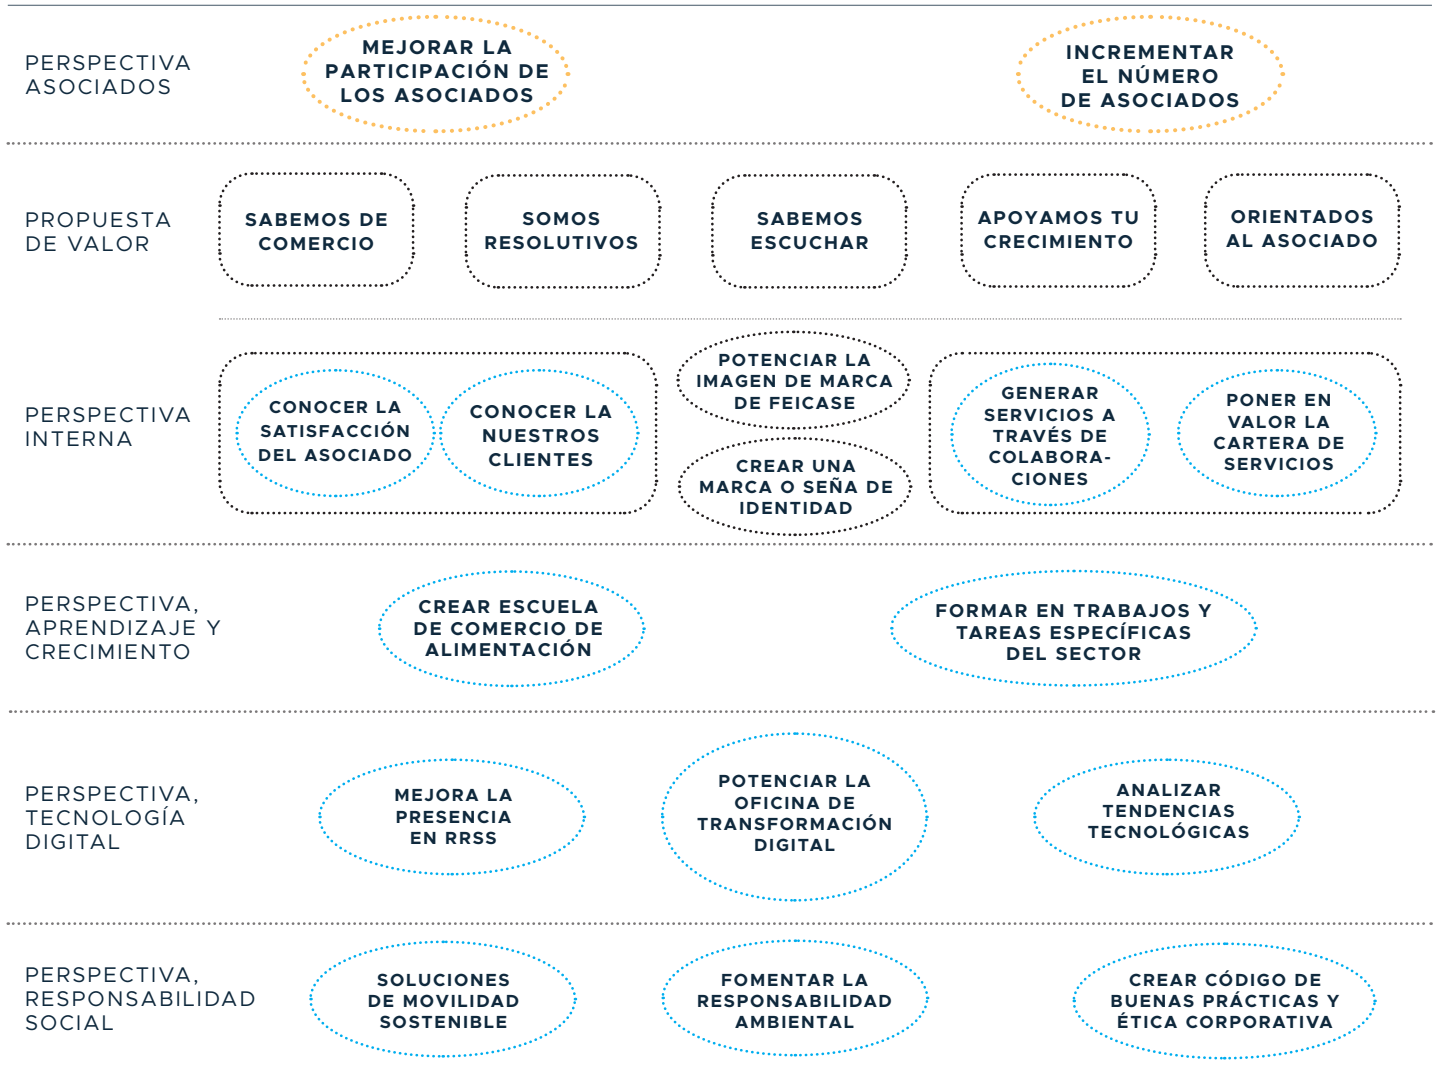 PERSPECTIVA
ASOCIADOS
MEJORAR LA
PARTICIPACIÓN DE
LOS ASOCIADOS
INCREMENTAR
EL NÚMERO
DE ASOCIADOS
PROPUESTA
DE VALOR
SABEMOS DE
COMERCIO
SOMOS
RESOLUTIVOS
SABEMOS
ESCUCHAR
APOYAMOS TU
CRECIMIENTO
ORIENTADOS
AL ASOCIADO
PERSPECTIVA
INTERNA
CONOCER LA
SATISFACCIÓN
DEL ASOCIADO
CONOCER LA
NUESTROS
CLIENTES
POTENCIAR LA
IMAGEN DE MARCA
DE FEICASE
CREAR UNA
MARCA O SEÑA DE
IDENTIDAD
GENERAR
SERVICIOS A
TRAVÉS DE
COLABORA-
CIONES
PONER EN
VALOR LA
CARTERA DE
SERVICIOS
PERSPECTIVA,
APRENDIZAJE Y
CRECIMIENTO
CREAR ESCUELA
DE COMERCIO DE
ALIMENTACIÓN
FORMAR EN TRABAJOS Y
TAREAS ESPECÍFICAS
DEL SECTOR
PERSPECTIVA,
TECNOLOGÍA
DIGITAL
MEJORA LA
PRESENCIA
EN RRSS
POTENCIAR LA
OFICINA DE
TRANSFORMACIÓN
DIGITAL
ANALIZAR
TENDENCIAS
TECNOLÓGICAS
PERSPECTIVA,
RESPONSABILIDAD
SOCIAL
SOLUCIONES
DE MOVILIDAD
SOSTENIBLE
FOMENTAR LA
RESPONSABILIDAD
AMBIENTAL
CREAR CÓDIGO DE
BUENAS PRÁCTICAS Y
ÉTICA CORPORATIVA